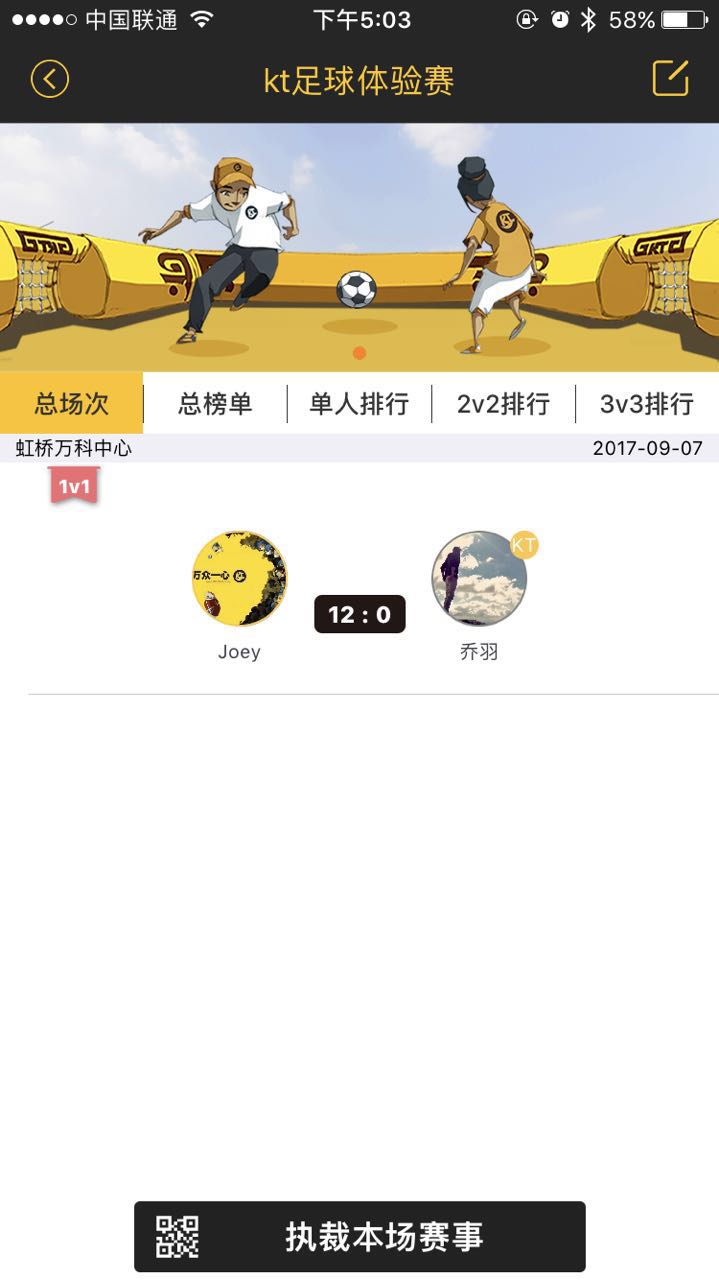 中国联通 下午5:03 58%
kt足球体验赛
GKTG
GKTG
总场次 总榜单 单人排行 2v2排行 3v3排行
虹桥万科中心 2017-09-07
1v1
KT
万众一心
12 : 0
Joey 乔羽
执裁本场赛事